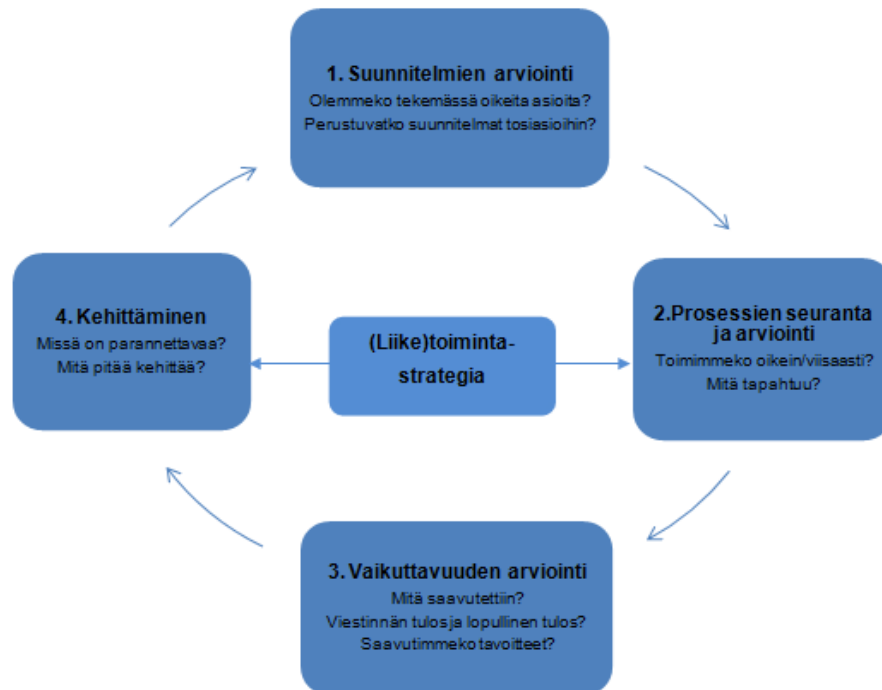 1. Suunnitelmien arviointi
Olemmeko tekemässä oikeita asioita?
Perustuvatko suunnitelmat tosiasioihin?
2.Prosessien seuranta
ja arviointi
Toimimmeko oikein/viisaasti?
Mitä tapahtuu?
3. Vaikuttavuuden arviointi
Mitä saavutettiin?
Viestinnän tulos ja lopullinen tulos?
Saavutimmeko tavoitteet?
4. Kehittäminen
Missä on parannettavaa?
Mitä pitää kehittää?
(Liike)toiminta-
strategia